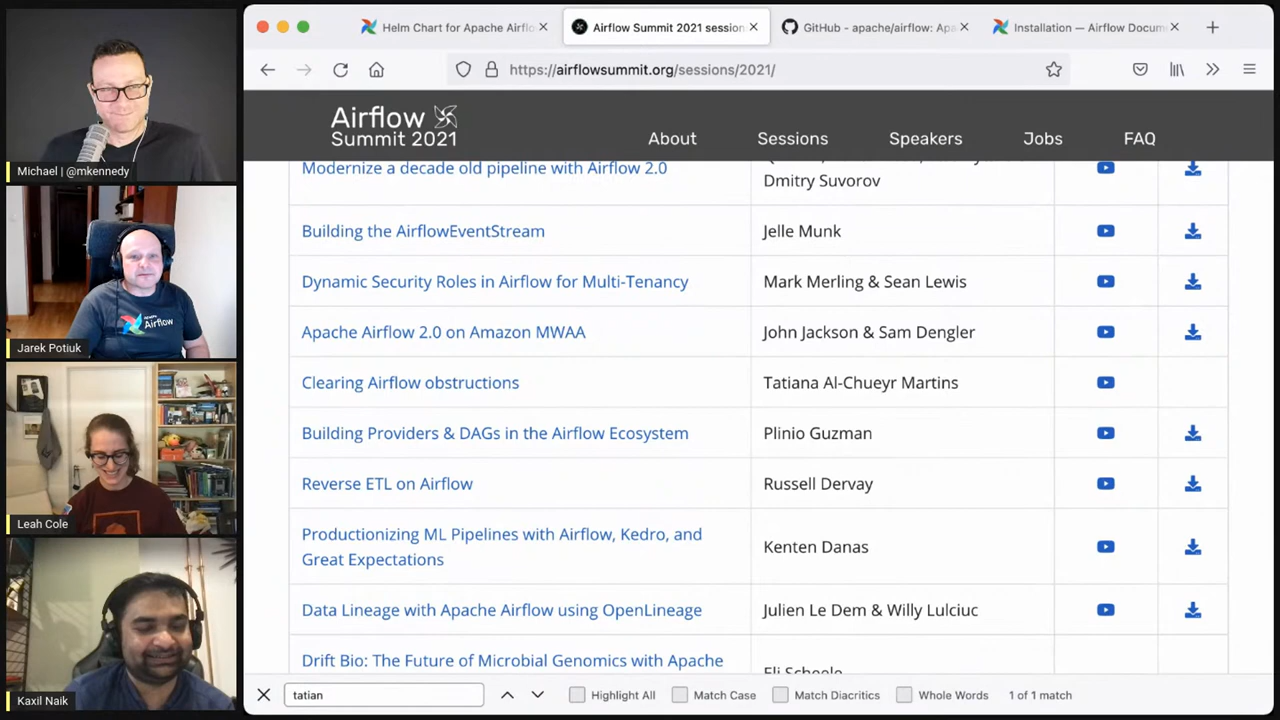 Michael | @mkennedy
Jarek Potiuk
Airflow
Leah Cole
Kaxil Naik
Helm Chart for Apache Airflo
Airflow Summit 2021 session
GitHub - apache/airflow: Apa
Installation — Airflow Docum
https://airflowsummit.org/sessions/2021/
Airflow
Summit 2021
About Sessions Speakers Jobs FAQ
Modernize a decade old pipeline with Airflow 2.0
Dmitry Suvorov
Building the AirflowEventStream Jelle Munk
Dynamic Security Roles in Airflow for Multi-Tenancy Mark Merling & Sean Lewis
Apache Airflow 2.0 on Amazon MWAA John Jackson & Sam Dengler
Clearing Airflow obstructions Tatiana Al-Chueyr Martins
Building Providers & DAGs in the Airflow Ecosystem Plinio Guzman
Reverse ETL on Airflow Russell Dervay
Productionizing ML Pipelines with Airflow, Kedro, and
Great Expectations
Kenten Danas
Data Lineage with Apache Airflow using OpenLineage Julien Le Dem & Willy Lulciuc
Drift Bio: The Future of Microbial Genomics with Apache
Eli Scheele
tatian Highlight All Match Case Match Diacritics Whole Words 1 of 1 match